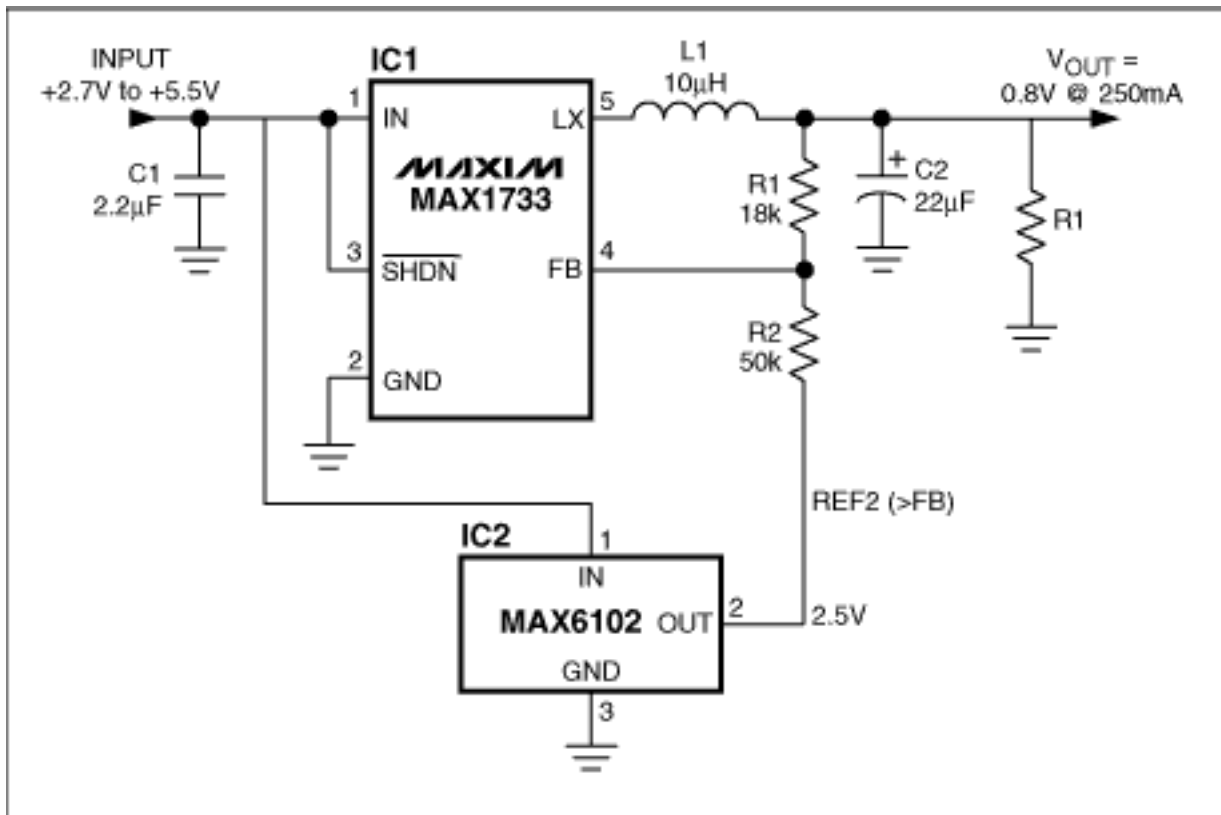 INPUT
+2.7V to +5.5V
C1
2.2µF
IC1
1
IN
LX
5
MAXIM
MAX1733
3
SHDN
FB
4
2
GND
L1
10µH
VOUT =
0.8V @ 250mA
R1
18k
C2
+
22µF
R1
R2
50k
REF2 (>FB)
IC2
1
IN
MAX6102
OUT
2
2.5V
GND
3